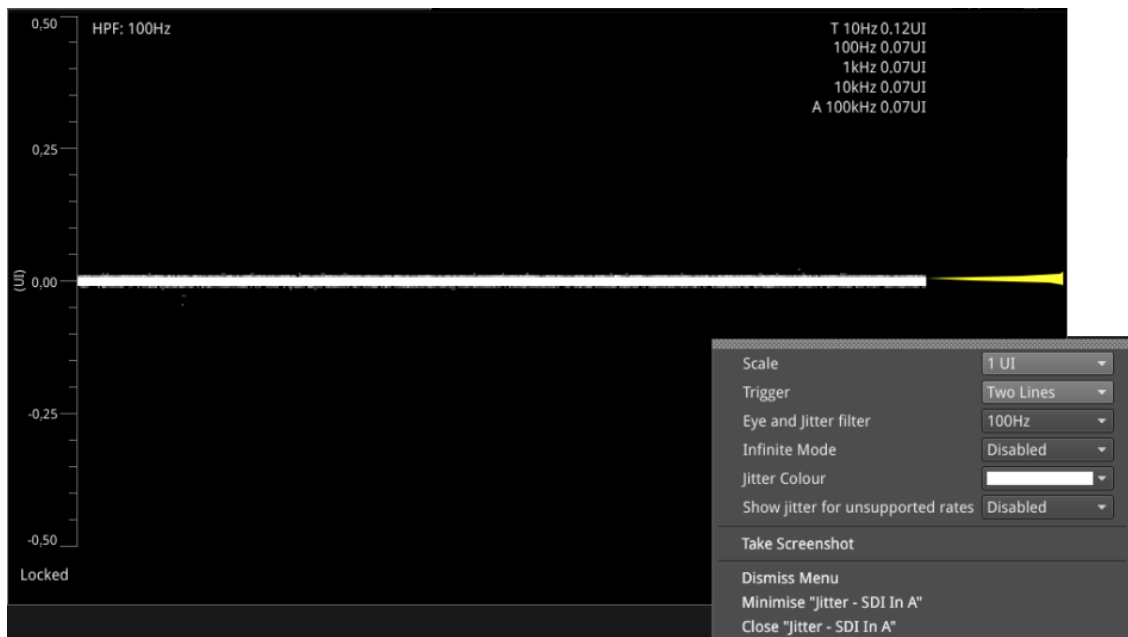 0,50
HPF: 100Hz
T 10Hz 0.12UI
100Hz 0.07UI
1kHz 0.07UI
10kHz 0.07UI
A 100kHz 0.07UI
0,25
(UI)
0,00
-0,25
-0,50
Locked
Scale 1 UI
Trigger Two Lines
Eye and Jitter filter 100Hz
Infinite Mode Disabled
Jitter Colour
Show jitter for unsupported rates Disabled
Take Screenshot
Dismiss Menu
Minimise "Jitter - SDI In A"
Close "Jitter - SDI In A"